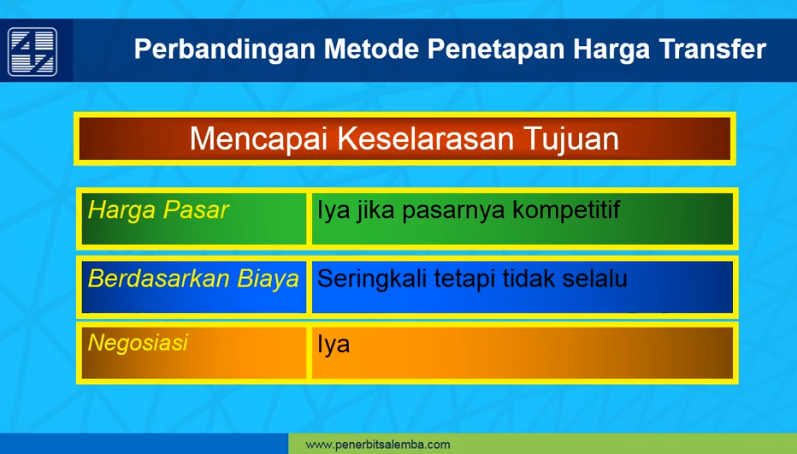 Perbandingan Metode Penetapan Harga Transfer
Mencapai Keselarasan Tujuan
Harga Pasar
Iya jika pasarnya kompetitif
Berdasarkan Biaya
Seringkali tetapi tidak selalu
Negosiasi
Iya
www.penerbitsalemba.com